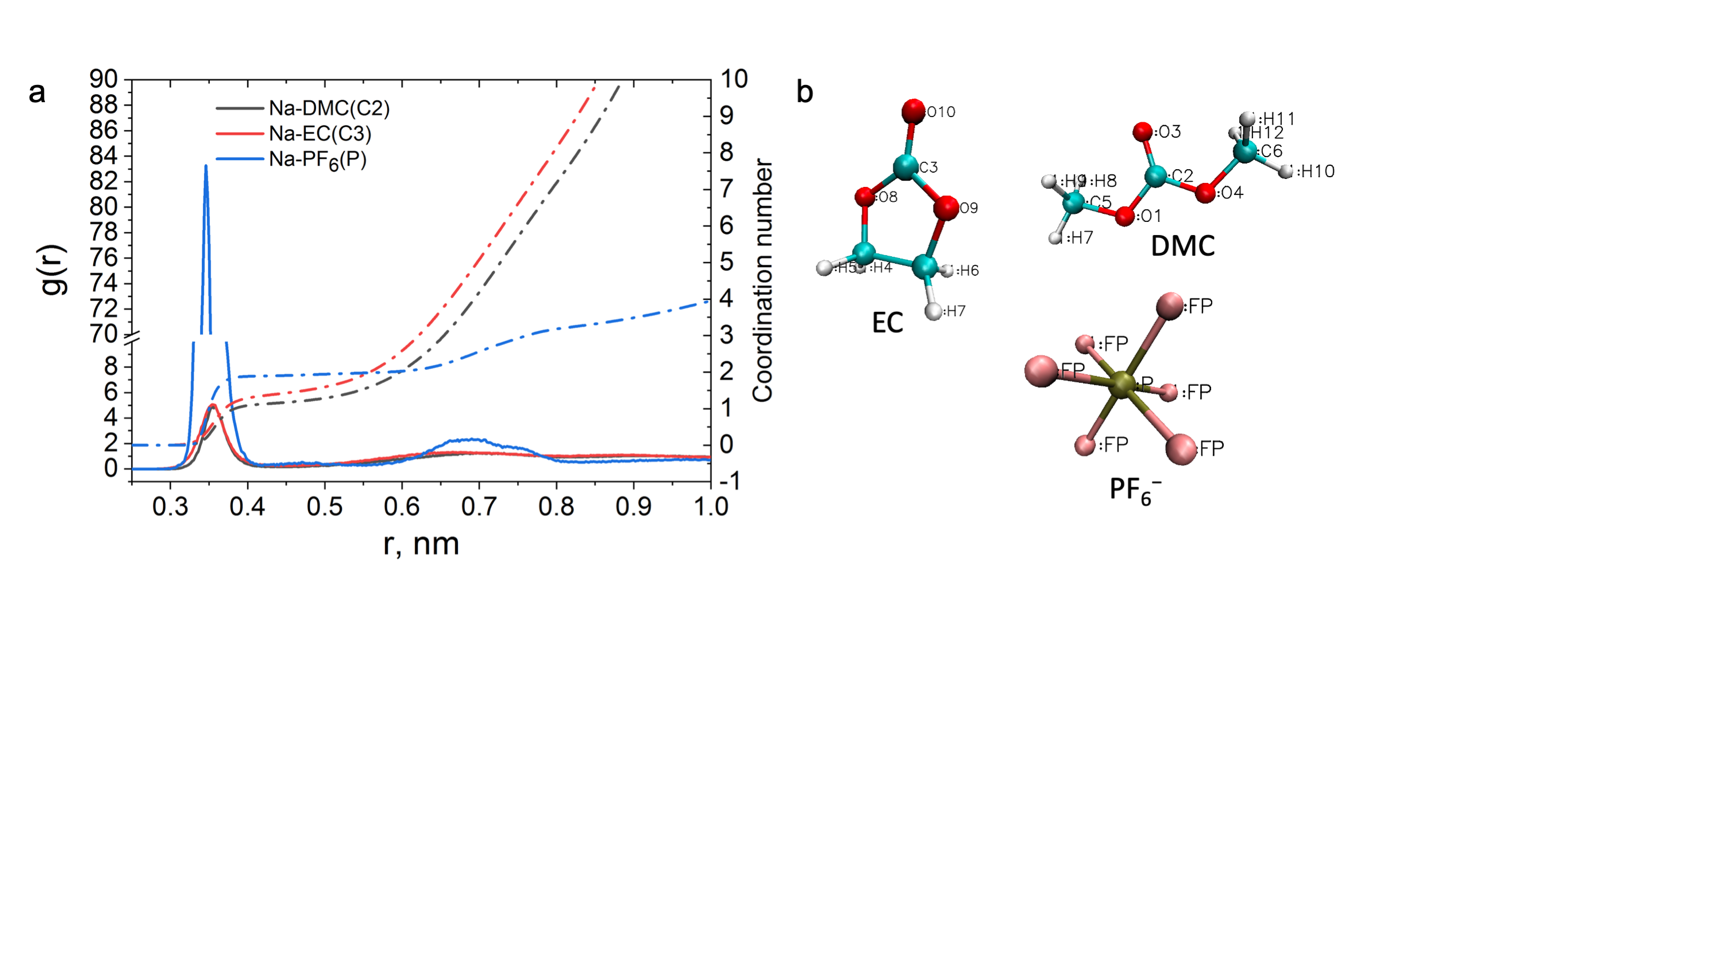 a
g(r)
90
88
86
84
82
80
78
76
74
72
70
8
6
4
2
0
Na-DMC(C2)
Na-EC(C3)
Na-PF₆(P)
10
9
8
7
6
5
4
3
2
1
0
-1
Coordination number
0.3 0.4 0.5 0.6 0.7 0.8 0.9 1.0
r, nm
b
O10
C3
O8
O9
:H4
1:H6
:H7
EC
:O3
:H11
H12
:C6
:H10
:C2
:O4
:H8
:C5
:O1
1:H7
DMC
:FP
:FP
:FP
:P
:FP
:FP
:FP
PF₆⁻